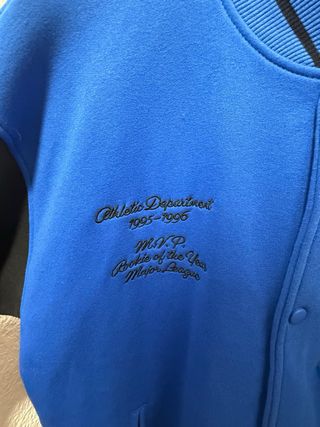 Athletic Department
1995-1996
M.V.P.
Rookie of the Year
Major League